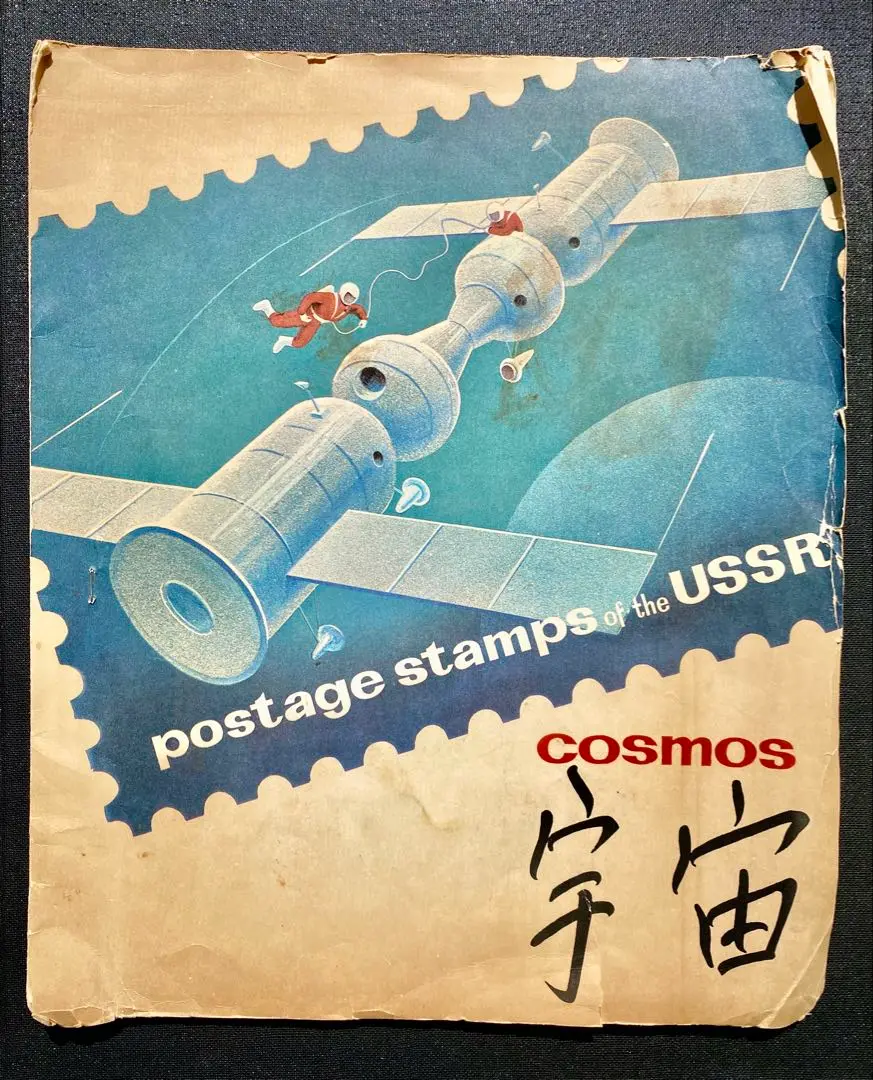 postage stamps of the USSR
cosmos
宇宙